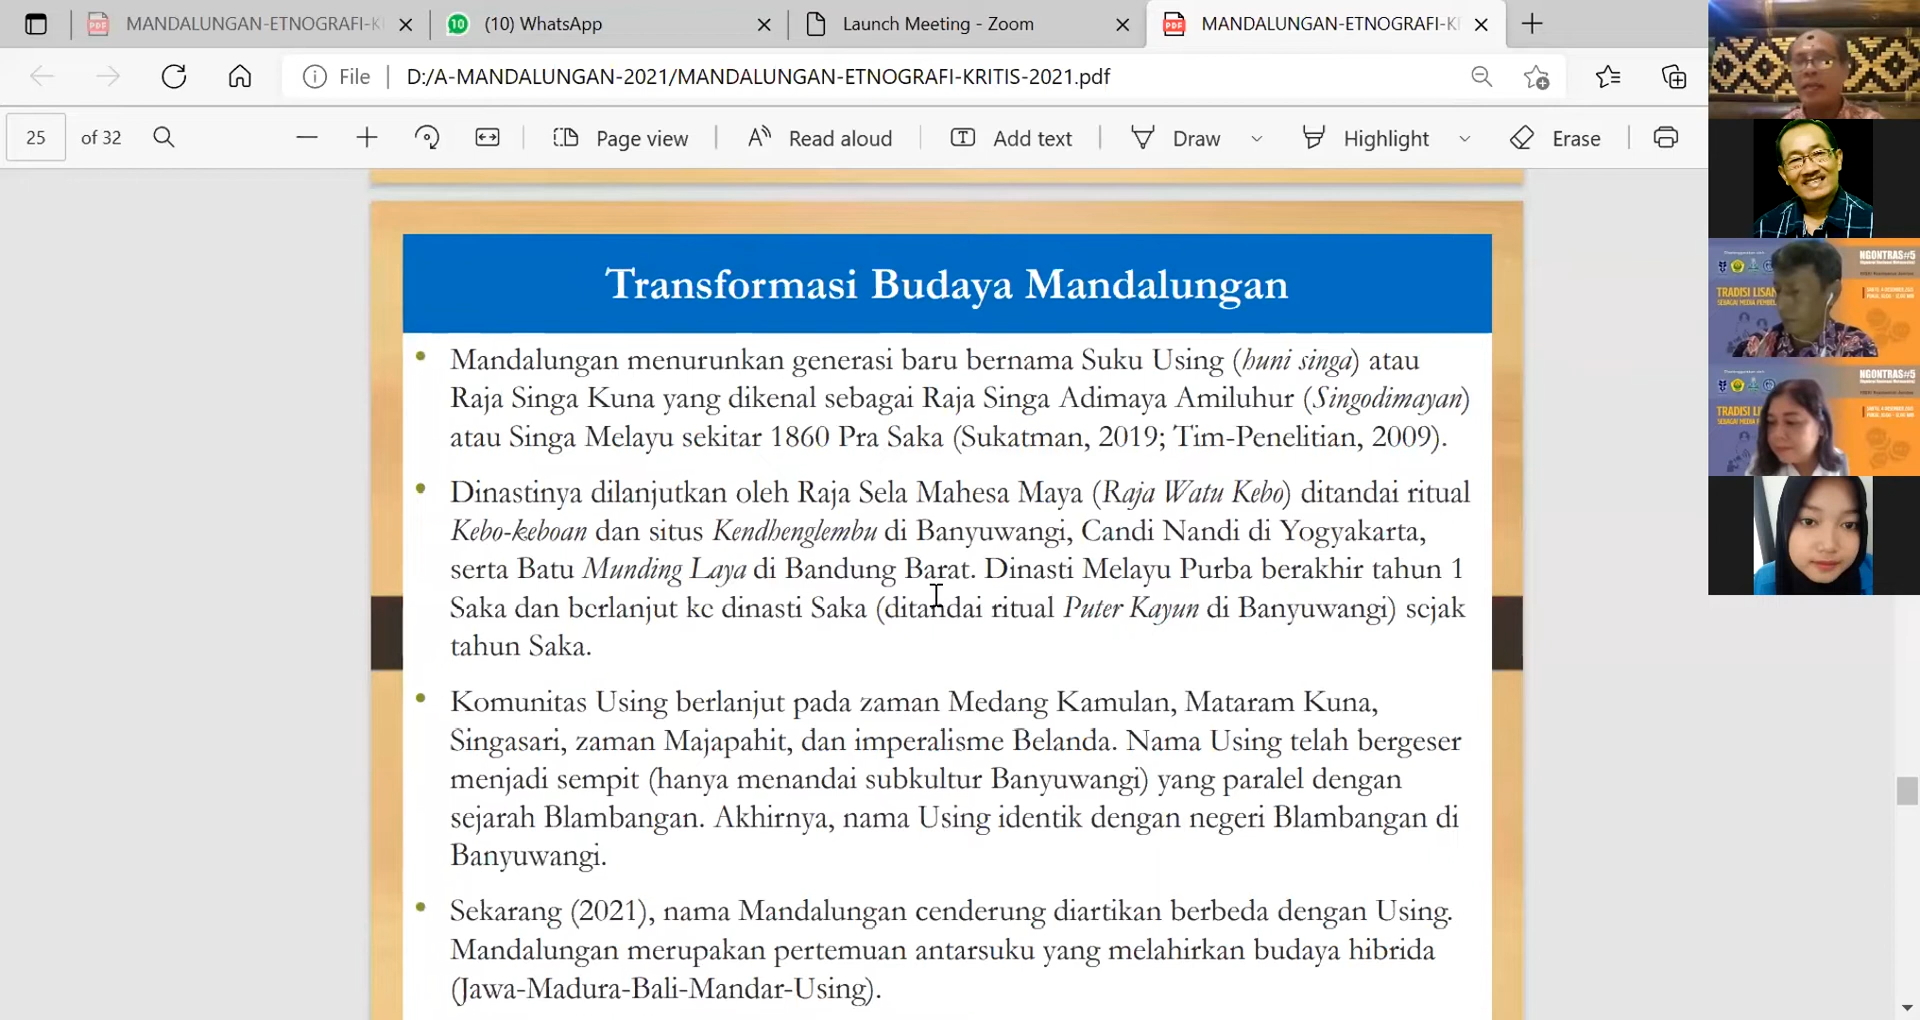 MANDALUNGAN-ETNOGRAFI-K
(10) WhatsApp
Launch Meeting - Zoom
MANDALUNGAN-ETNOGRAFI-K
File
D:/A-MANDALUNGAN-2021/MANDALUNGAN-ETNOGRAFI-KRITIS-2021.pdf
25 of 32
Page view
Read aloud
Add text
Draw
Highlight
Erase
Transformasi Budaya Mandalungan
• Mandalungan menurunkan generasi baru bernama Suku Using (huni singa) atau
Raja Singa Kuna yang dikenal sebagai Raja Singa Adimaya Amiluhur (Singodimayan)
atau Singa Melayu sekitar 1860 Pra Saka (Sukatman, 2019; Tim-Penelitian, 2009).
• Dinastinya dilanjutkan oleh Raja Sela Mahesa Maya (Raja Watu Kebo) ditandai ritual
Kebo-keboan dan situs Kendhenglembu di Banyuwangi, Candi Nandi di Yogyakarta,
serta Batu Munding Laya di Bandung Barat. Dinasti Melayu Purba berakhir tahun 1
Saka dan berlanjut ke dinasti Saka (ditandai ritual Puter Kayun di Banyuwangi) sejak
tahun Saka.
• Komunitas Using berlanjut pada zaman Medang Kamulan, Mataram Kuna,
Singasari, zaman Majapahit, dan imperalisme Belanda. Nama Using telah bergeser
menjadi sempit (hanya menandai subkultur Banyuwangi) yang paralel dengan
sejarah Blambangan. Akhirnya, nama Using identik dengan negeri Blambangan di
Banyuwangi.
• Sekarang (2021), nama Mandalungan cenderung diartikan berbeda dengan Using.
Mandalungan merupakan pertemuan antarsuku yang melahirkan budaya hibrida
(Jawa-Madura-Bali-Mandar-Using).
NGONTRAS#5
TRADISI LISAN
NGONTRAS#5
TRADISI L